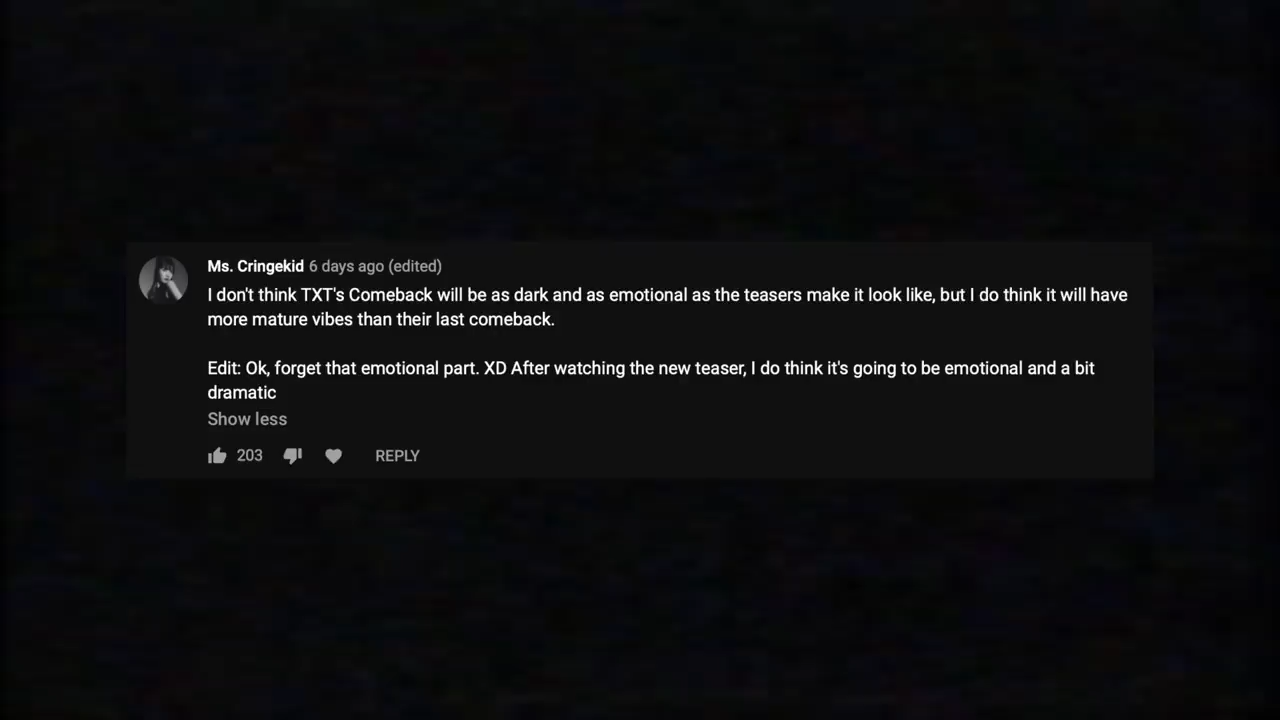 Ms. Cringekid 6 days ago (edited)
I don't think TXT's Comeback will be as dark and as emotional as the teasers make it look like, but I do think it will have
more mature vibes than their last comeback.
Edit: Ok, forget that emotional part. XD After watching the new teaser, I do think it's going to be emotional and a bit
dramatic
Show less
203 REPLY